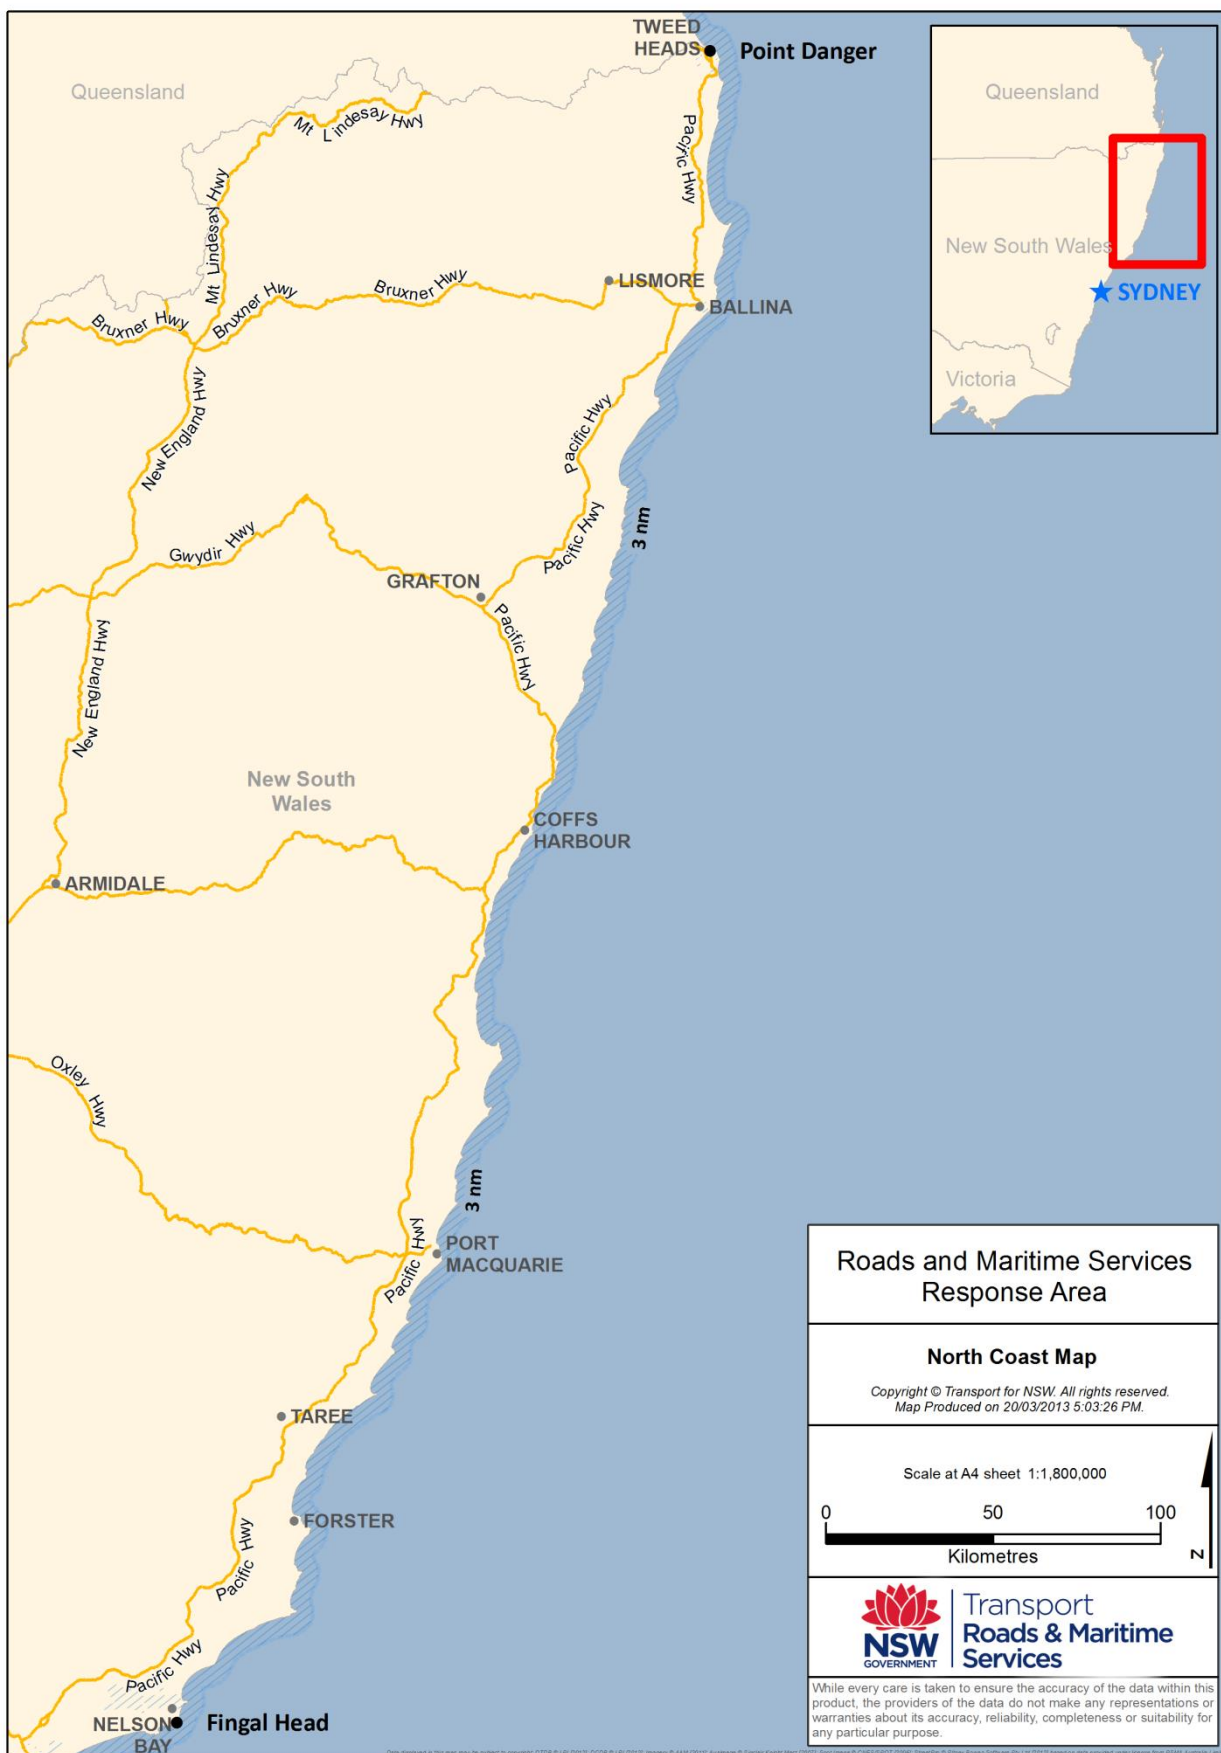 TWEED
HEADS
Point Danger
Queensland
Mt Lindesay Hwy
Pacific Hwy
Mt Lindesay Hwy
LISMORE
Bruxner Hwy
Bruxner Hwy
Bruxner Hwy
BALLINA
New England Hwy
Pacific Hwy
3 nm
Gwydir Hwy
Pacific Hwy
GRAFTON
Pacific Hwy
New England Hwy
New South
Wales
COFFS
HARBOUR
ARMIDALE
Oxley Hwy
3 nm
Pacific Hwy
PORT
MACQUARIE
TAREE
FORSTER
Pacific Hwy
Pacific Hwy
NELSON
BAY
Fingal Head
Queensland
New South Wales
SYDNEY
Victoria
Roads and Maritime Services
Response Area
North Coast Map
Copyright © Transport for NSW. All rights reserved.
Map Produced on 20/03/2013 5:03:26 PM.
Scale at A4 sheet 1:1,800,000
0 50 100
Kilometres
N
NSW
GOVERNMENT
Transport
Roads & Maritime
Services
While every care is taken to ensure the accuracy of the data within this
product, the providers of the data do not make any representations or
warranties about its accuracy, reliability, completeness or suitability for
any particular purpose.